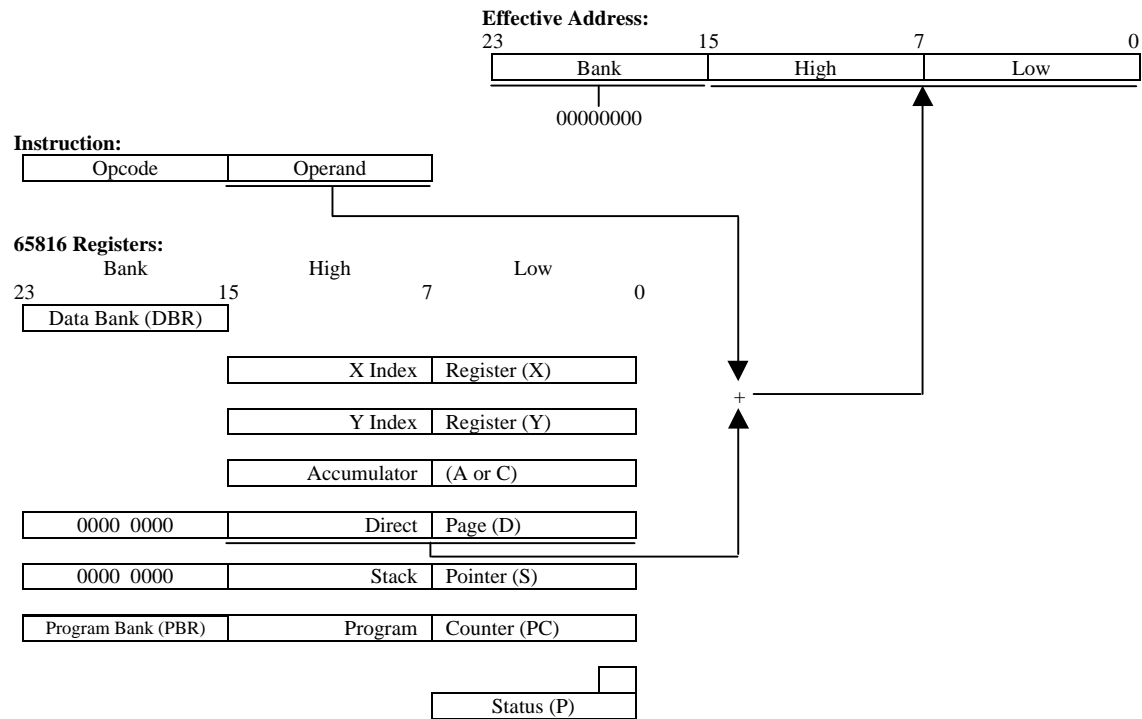 Effective Address:
23 15 7 0
Bank High Low
00000000
Instruction:
Opcode Operand
65816 Registers:
Bank High Low
23 15 7 0
Data Bank (DBR)
X Index Register (X)
+
Y Index Register (Y)
Accumulator (A or C)
0000 0000 Direct Page (D)
0000 0000 Stack Pointer (S)
Program Bank (PBR) Program Counter (PC)
Status (P)